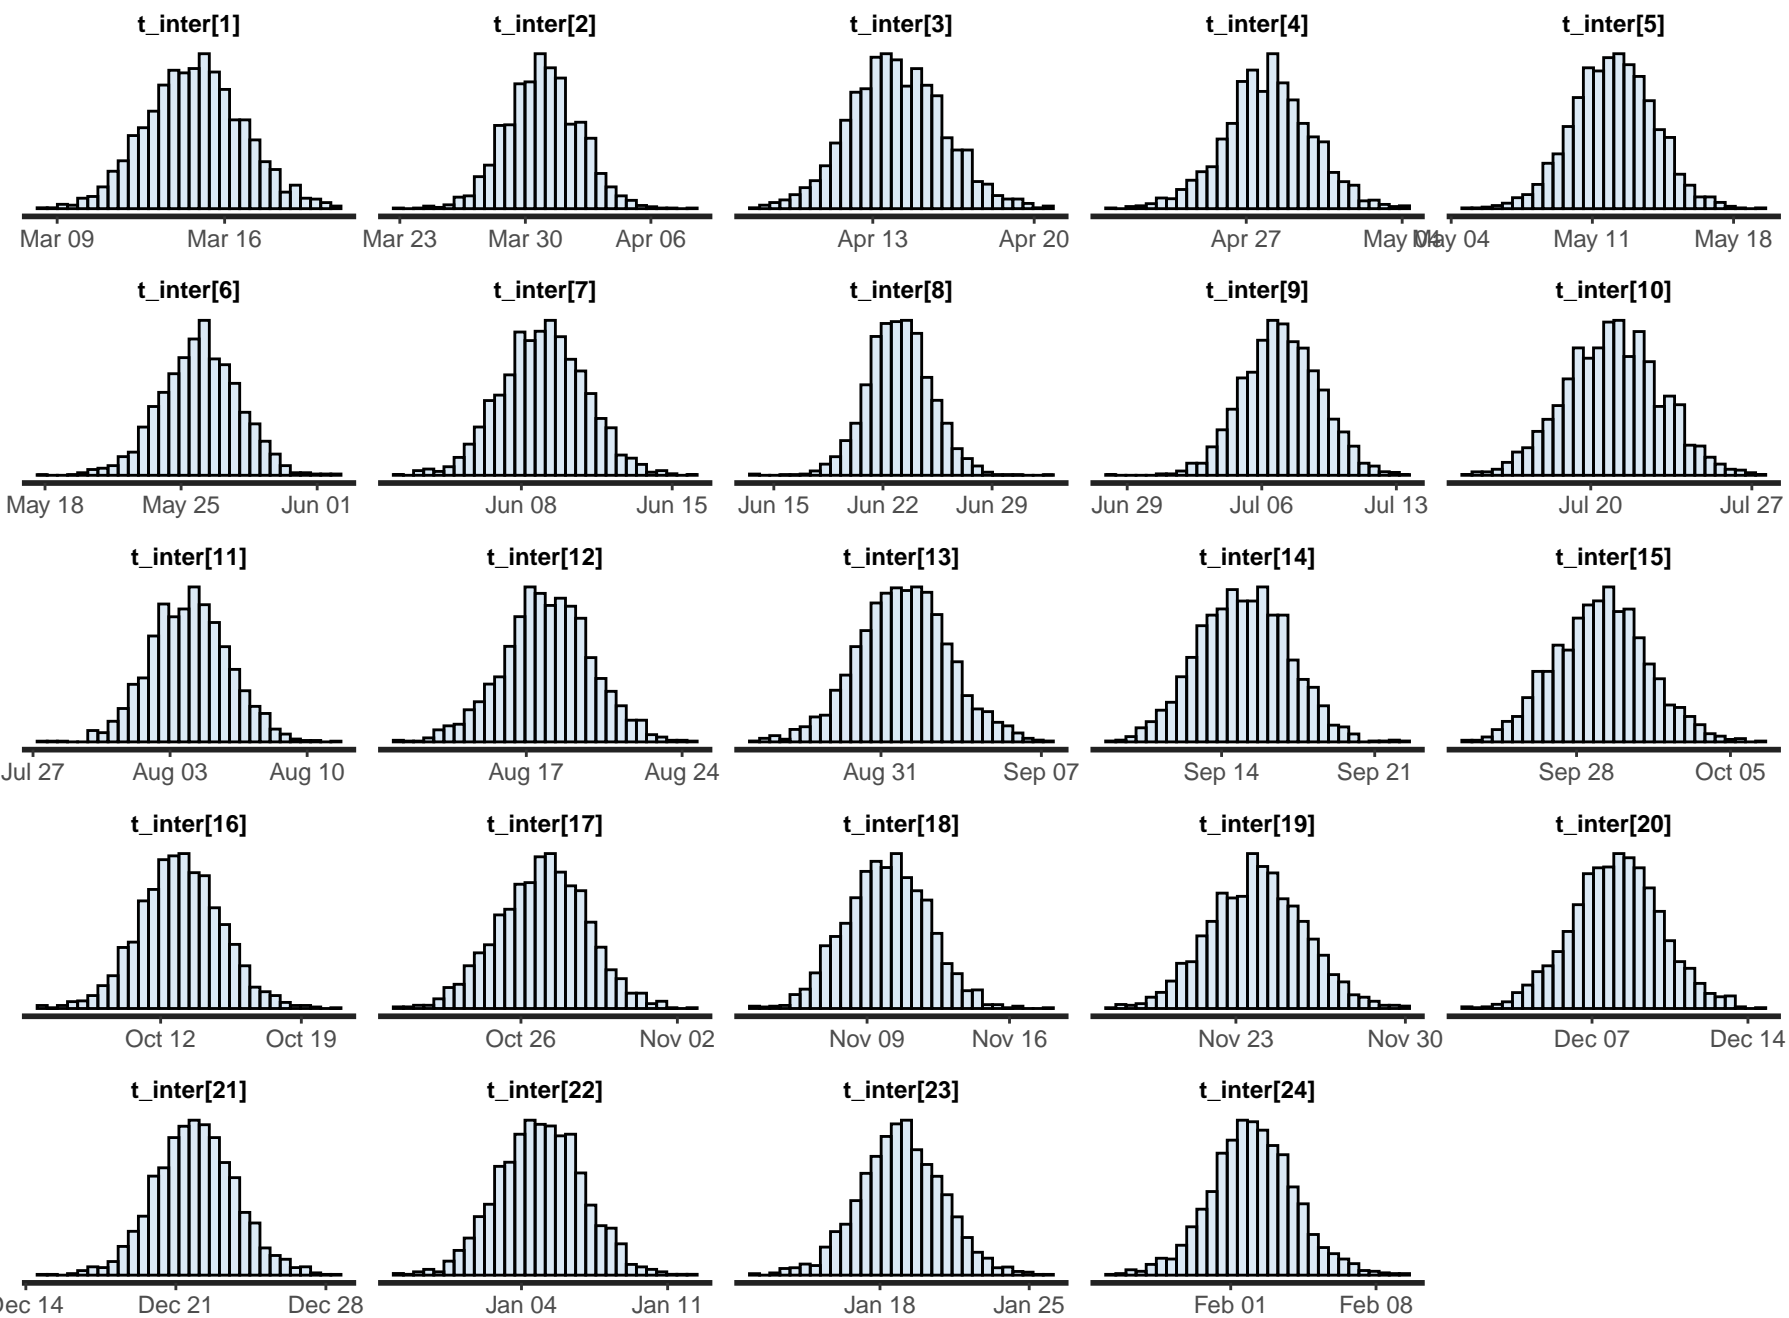 t_inter[1] t_inter[2] t_inter[3] t_inter[4] t_inter[5]
Mar 09 Mar 16 Mar 23 Mar 30 Apr 06 Apr 13 Apr 20 Apr 27 May 04 May 04 May 11 May 18
t_inter[6] t_inter[7] t_inter[8] t_inter[9] t_inter[10]
May 18 May 25 Jun 01 Jun 08 Jun 15 Jun 15 Jun 22 Jun 29 Jun 29 Jul 06 Jul 13 Jul 20 Jul 27
t_inter[11] t_inter[12] t_inter[13] t_inter[14] t_inter[15]
Jul 27 Aug 03 Aug 10 Aug 17 Aug 24 Aug 31 Sep 07 Sep 14 Sep 21 Sep 28 Oct 05
t_inter[16] t_inter[17] t_inter[18] t_inter[19] t_inter[20]
Oct 12 Oct 19 Oct 26 Nov 02 Nov 09 Nov 16 Nov 23 Nov 30 Dec 07 Dec 14
t_inter[21] t_inter[22] t_inter[23] t_inter[24]
Dec 14 Dec 21 Dec 28 Jan 04 Jan 11 Jan 18 Jan 25 Feb 01 Feb 08